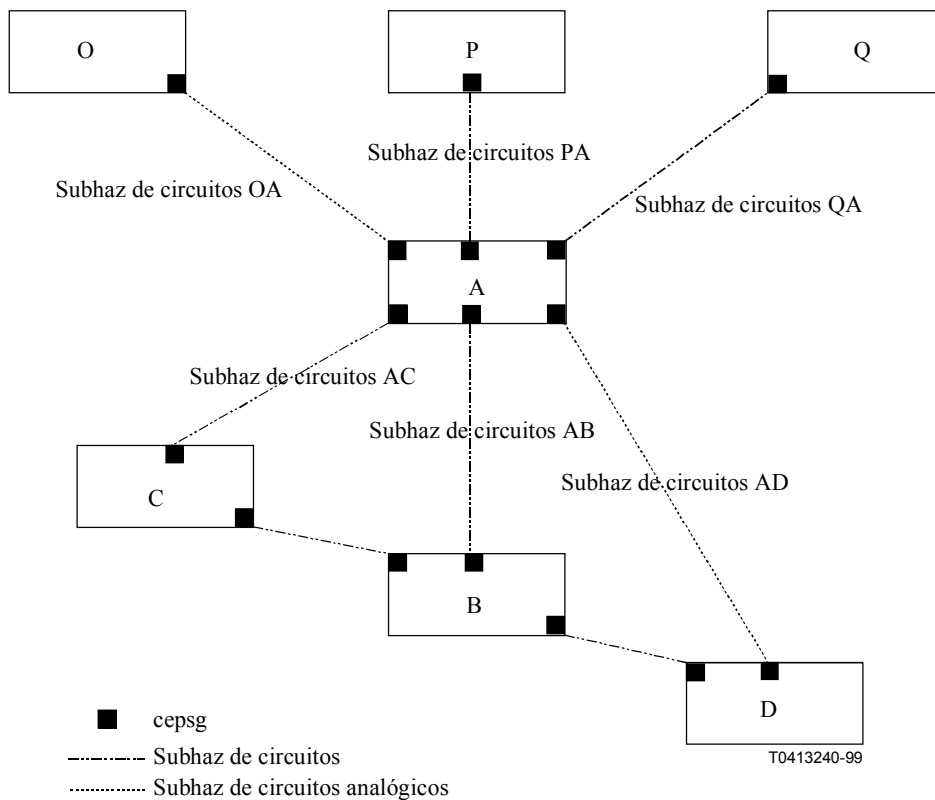 O
P
Q
Subhaz de circuitos PA
Subhaz de circuitos OA
Subhaz de circuitos QA
A
Subhaz de circuitos AC
Subhaz de circuitos AB
Subhaz de circuitos AD
C
B
D
cepsg
Subhaz de circuitos
T0413240-99
Subhaz de circuitos analógicos